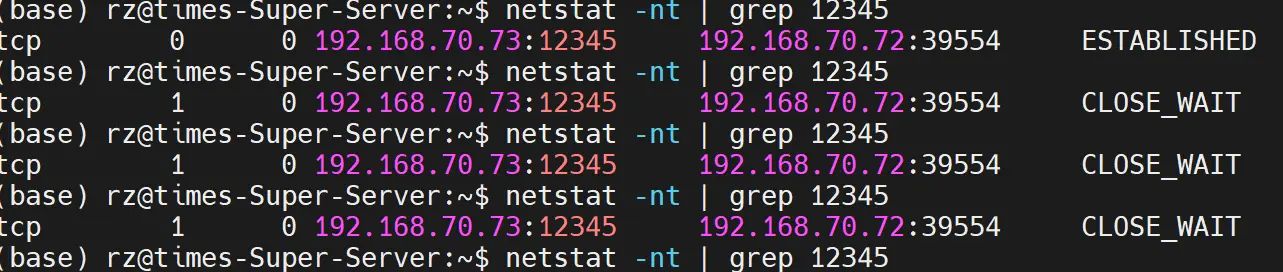 (base) rz@times-Super-Server:~$ netstat -nt | grep 12345
tcp        0      0 192.168.70.73:12345     192.168.70.72:39554     ESTABLISHED
(base) rz@times-Super-Server:~$ netstat -nt | grep 12345
tcp        1      0 192.168.70.73:12345     192.168.70.72:39554     CLOSE_WAIT
(base) rz@times-Super-Server:~$ netstat -nt | grep 12345
tcp        1      0 192.168.70.73:12345     192.168.70.72:39554     CLOSE_WAIT
(base) rz@times-Super-Server:~$ netstat -nt | grep 12345
tcp        1      0 192.168.70.73:12345     192.168.70.72:39554     CLOSE_WAIT
(base) rz@times-Super-Server:~$ netstat -nt | grep 12345